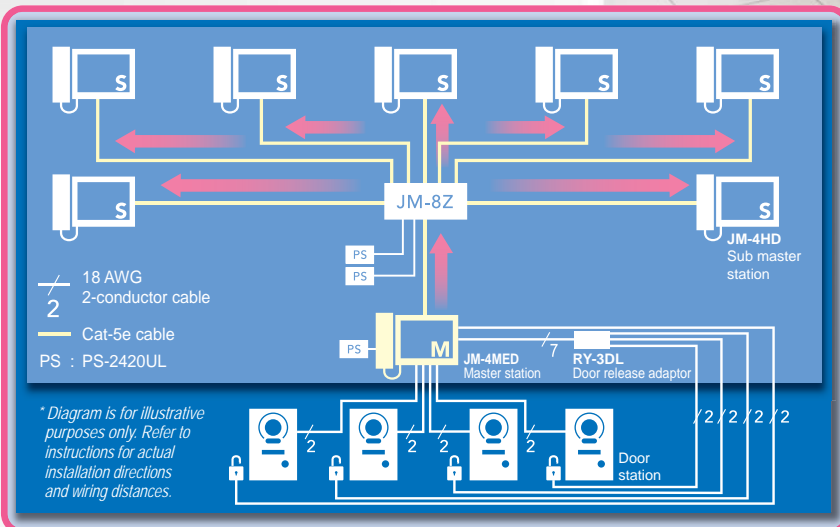 S
S
S
S
S
S
S
JM-8Z
JM-4HD
Sub master
station
PS
PS
2
18 AWG
2-conductor cable
Cat-5e cable
PS : PS-2420UL
PS
M
JM-4MED
Master station
7
RY-3DL
Door release adaptor
* Diagram is for illustrative
purposes only. Refer to
instructions for actual
installation directions
and wiring distances.
2
2
2
2
Door
station
2
2
2
2